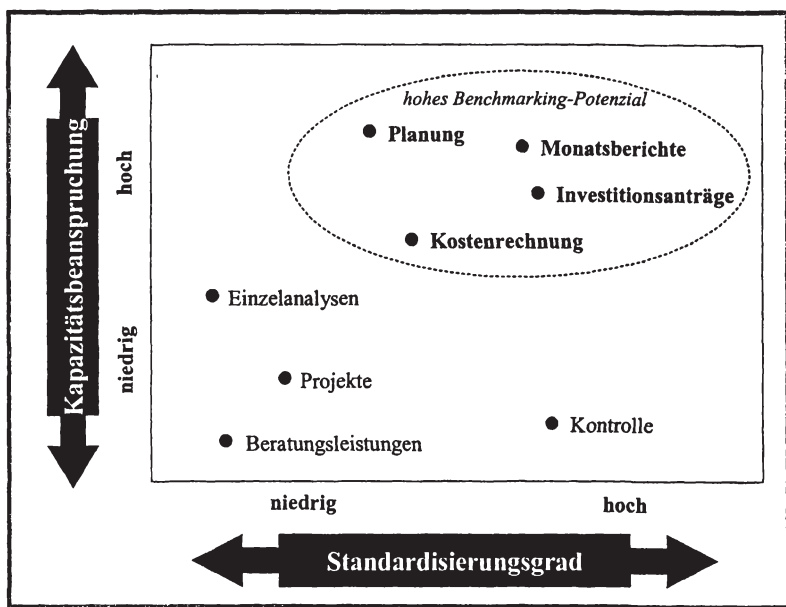 Kapazitätsbeanspruchung
hoch
niedrig
hohes Benchmarking-Potenzial
Planung
Monatsberichte
Investitionsanträge
Kostenrechnung
Einzelanalysen
Projekte
Kontrolle
Beratungsleistungen
niedrig
hoch
Standardisierungsgrad